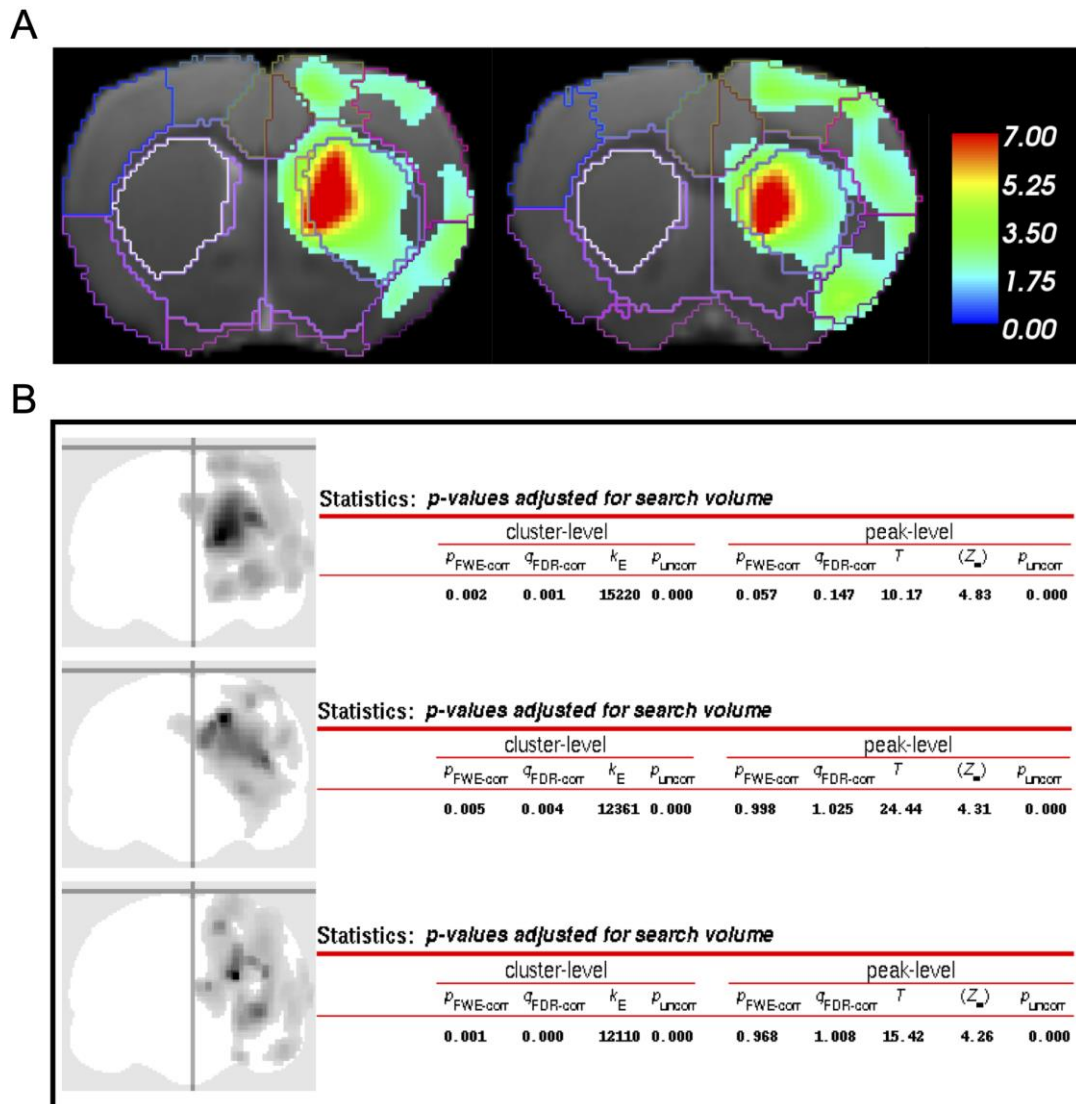 A
7.00
5.25
3.50
1.75
0.00
B
Statistics: p-values adjusted for search volume
cluster-level peak-level
pFWE-corr qFDR-corr kE puncorr pFWE-corr qFDR-corr T (Z≡) puncorr
0.002 0.001 15220 0.000 0.057 0.147 10.17 4.83 0.000
Statistics: p-values adjusted for search volume
cluster-level peak-level
pFWE-corr qFDR-corr kE puncorr pFWE-corr qFDR-corr T (Z≡) puncorr
0.005 0.004 12361 0.000 0.998 1.025 24.44 4.31 0.000
Statistics: p-values adjusted for search volume
cluster-level peak-level
pFWE-corr qFDR-corr kE puncorr pFWE-corr qFDR-corr T (Z≡) puncorr
0.001 0.000 12110 0.000 0.968 1.008 15.42 4.26 0.000